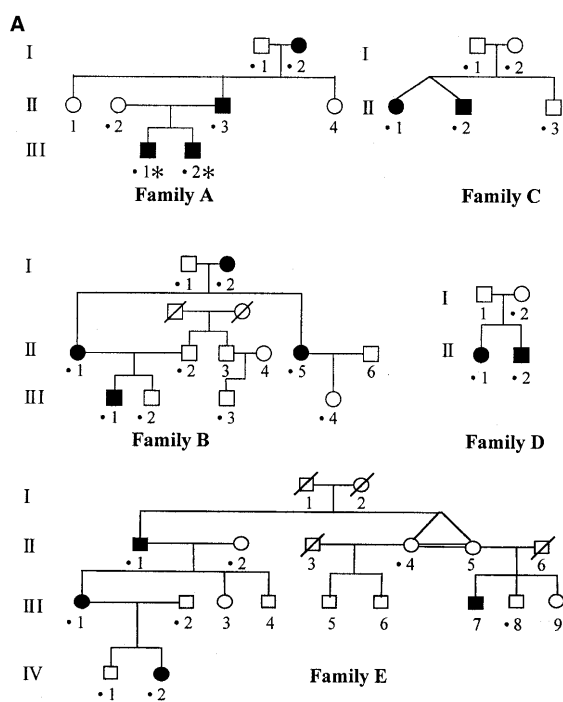 A
I
• 1 • 2
II
1 • 2 • 3 4
III
• 1* • 2*
Family A
I
• 1 • 2
II
• 1 • 2 • 3
Family C
I
• 1 • 2
II
• 1 • 2 3 4 • 5 6
III
• 1 • 2 • 3 • 4
Family B
I
1 • 2
II
• 1 • 2
Family D
I
1 2
II
• 1 • 2 3 • 4 5 6
III
• 1 • 2 3 4 5 6 7 • 8 9
IV
• 1 • 2
Family E